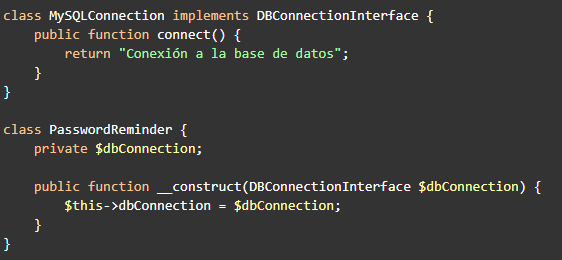 class MySQLConnection implements DBConnectionInterface {
    public function connect() {
        return "Conexión a la base de datos";
    }
}

class PasswordReminder {
    private $dbConnection;

    public function __construct(DBConnectionInterface $dbConnection) {
        $this->dbConnection = $dbConnection;
    }
}